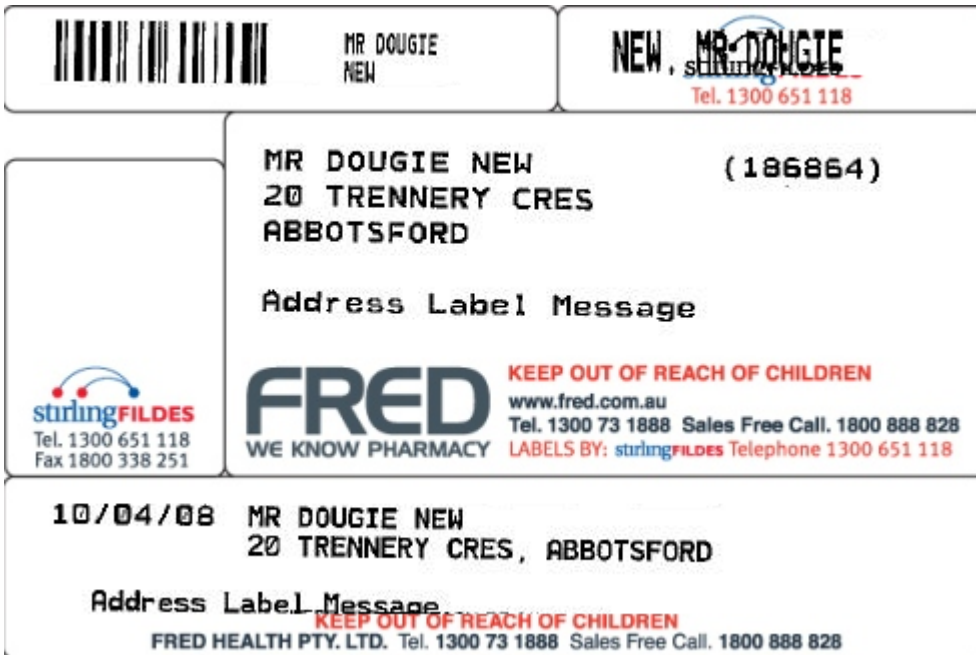 MR DOUGIE
NEW
NEW, MR DOUGIE
stirlingFILDES
Tel. 1300 651 118
MR DOUGIE NEW (186864)
20 TRENNERY CRES
ABBOTSFORD
Address Label Message
stirlingFILDES
Tel. 1300 651 118
Fax 1800 338 251
FRED
WE KNOW PHARMACY
KEEP OUT OF REACH OF CHILDREN
www.fred.com.au
Tel. 1300 73 1888 Sales Free Call. 1800 888 828
LABELS BY: stirlingFILDES Telephone 1300 651 118
10/04/08 MR DOUGIE NEW
20 TRENNERY CRES, ABBOTSFORD
Address Label Message
KEEP OUT OF REACH OF CHILDREN
FRED HEALTH PTY. LTD. Tel. 1300 73 1888 Sales Free Call. 1800 888 828